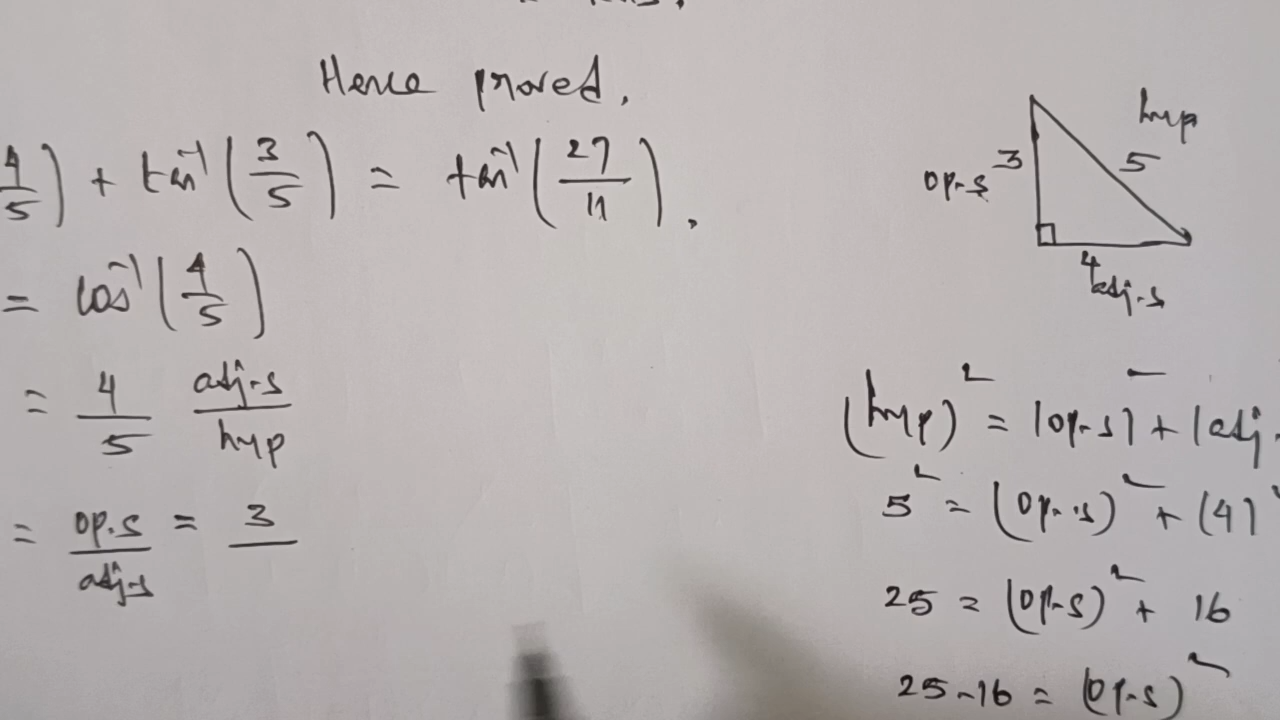 Hence proved.
4/5) + tan⁻¹(3/5) = tan⁻¹(27/11).
= cos⁻¹(4/5)
= 4/5 adj-s/hyp
= op.s/adj-s = 3
hyp
op-s 3
5
4
adj-s
(hyp)² = (op-s)² + (adj.
5² = (op-s)² + (4)
25 = (op-s)² + 16
25-16 = (op-s)²